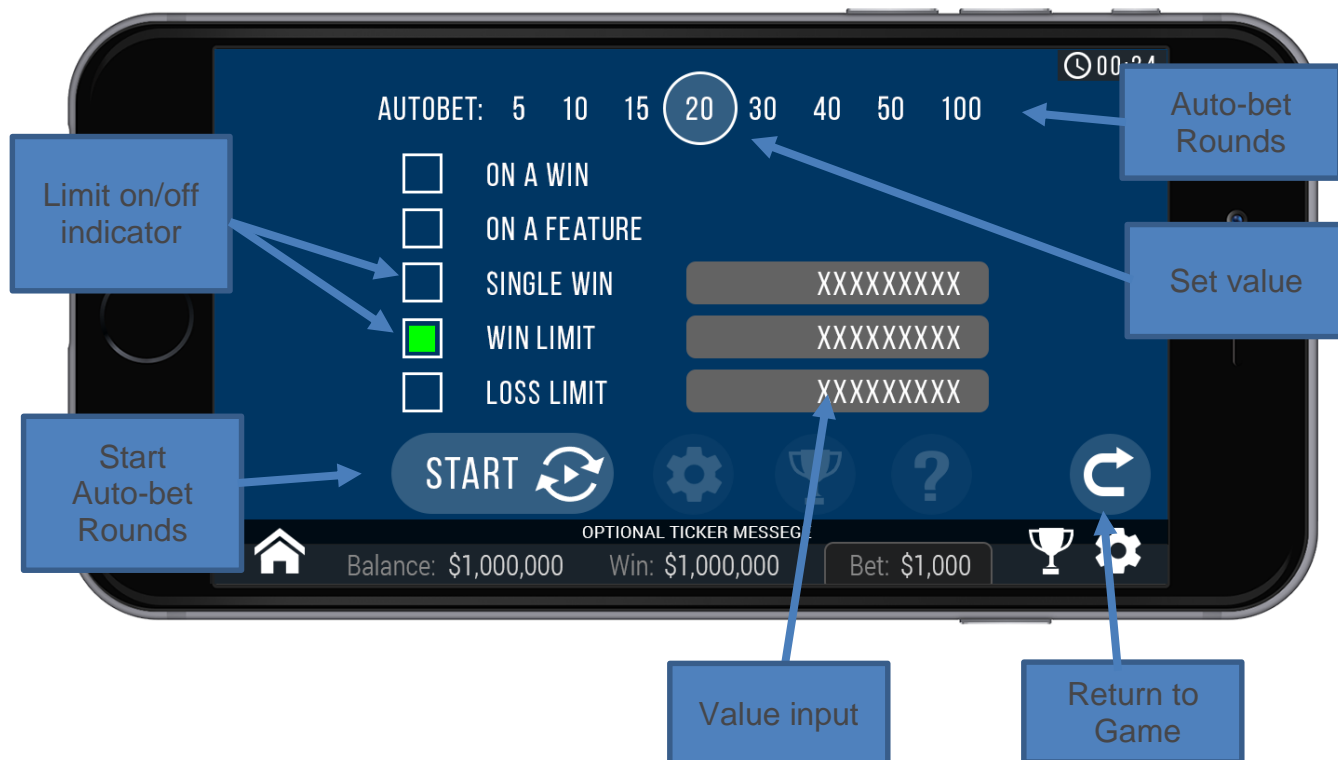 00:24
AUTOBET: 5 10 15 20 30 40 50 100
Auto-bet
Rounds
Limit on/off
indicator
ON A WIN
ON A FEATURE
SINGLE WIN XXXXXXXXX
Set value
WIN LIMIT XXXXXXXXX
LOSS LIMIT XXXXXXXXX
Start
Auto-bet
Rounds
START
?
OPTIONAL TICKER MESSEGE
Balance: $1,000,000 Win: $1,000,000 Bet: $1,000
Value input
Return to
Game